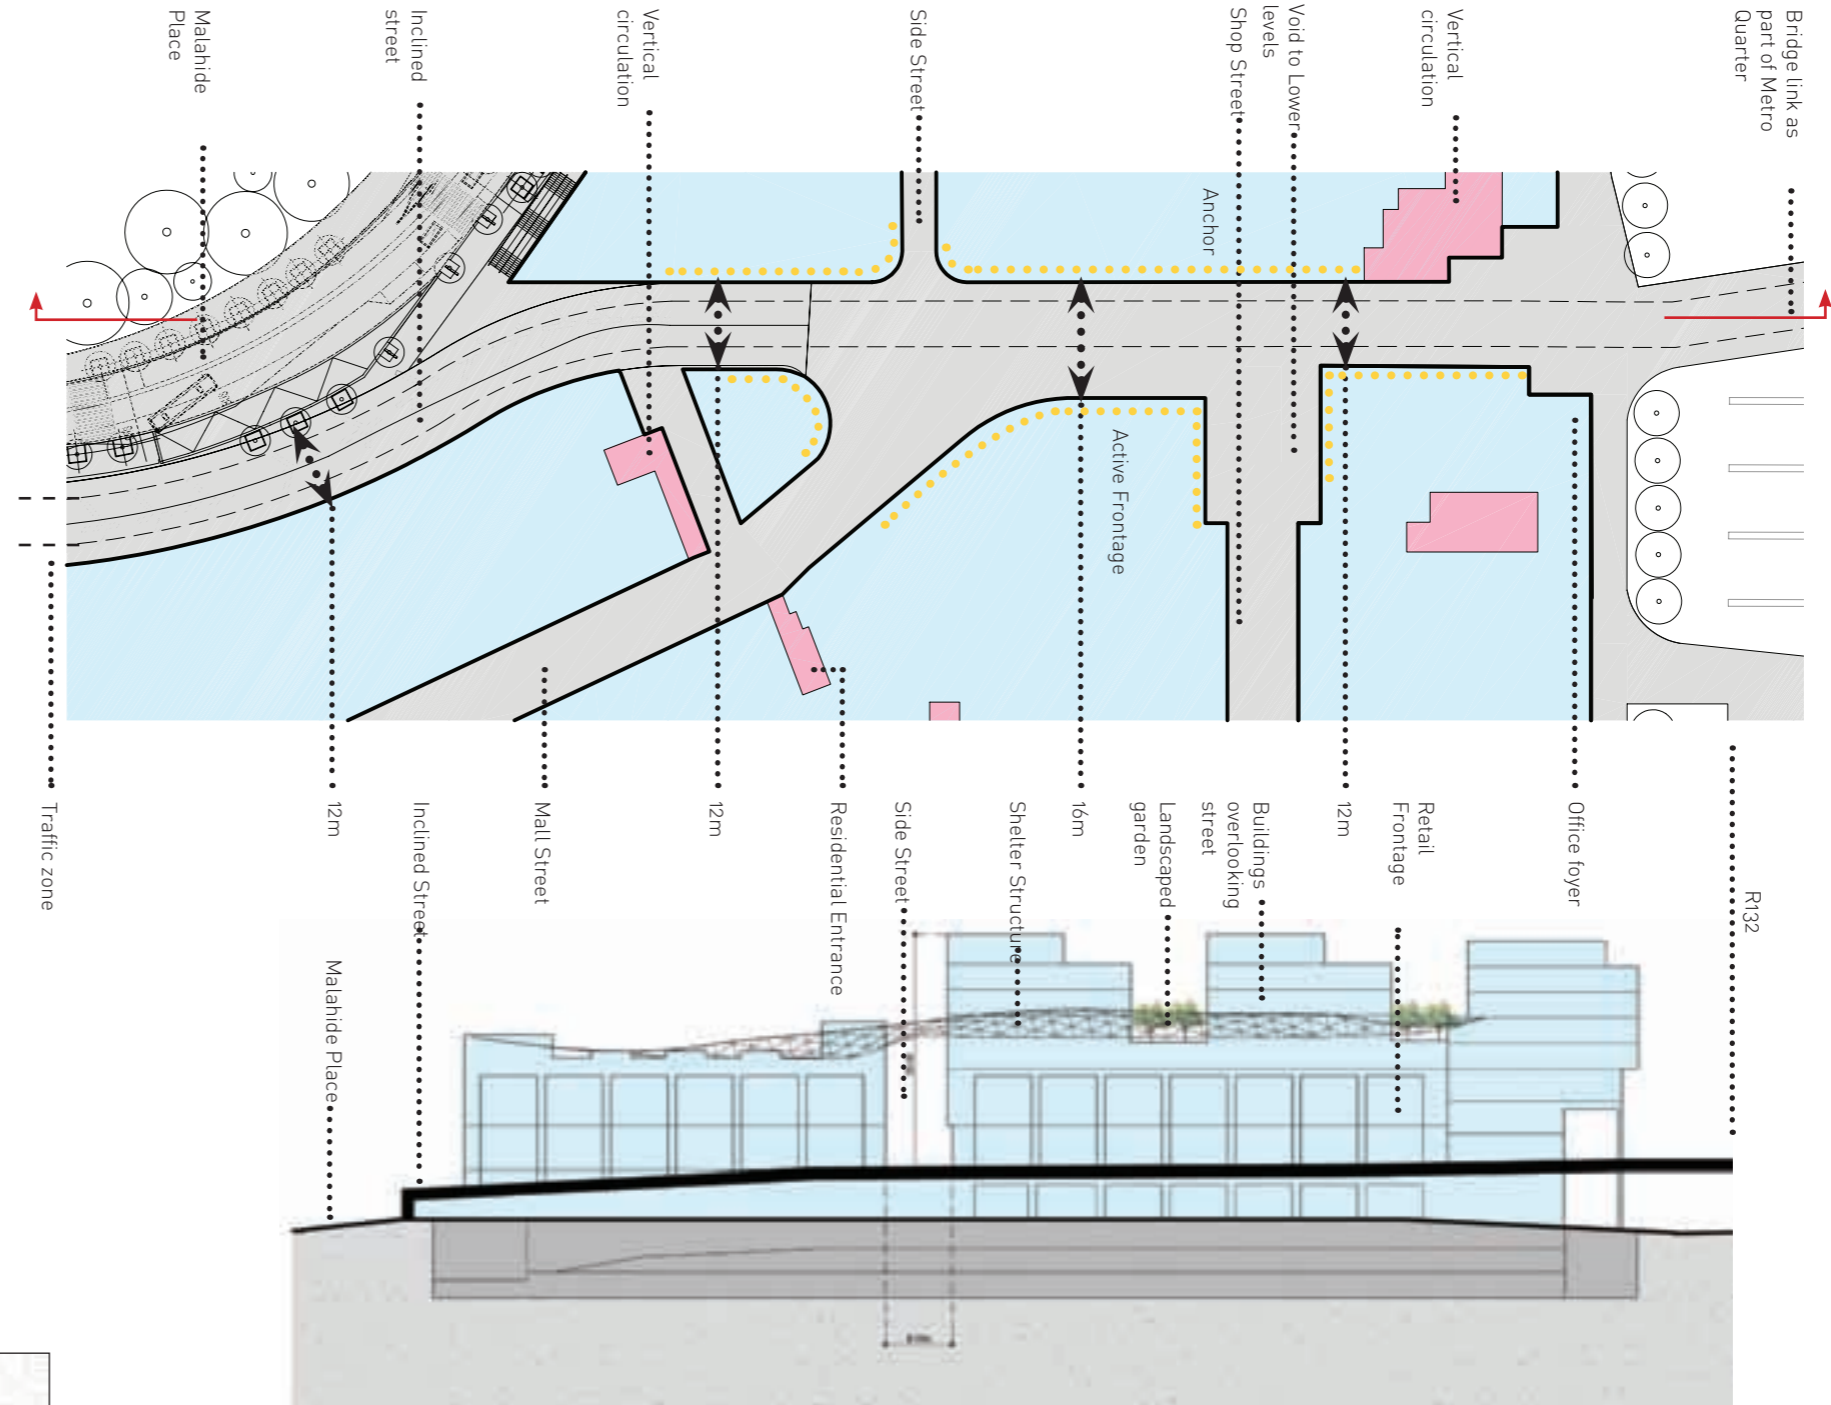 Malahide
Place
Inclined
street
Vertical
circulation
Side Street
Shop Street
Void to Lower
levels
Vertical
circulation
Bridge link as
part of Metro
Quarter
Anchor
Active Frontage
Traffic zone
12m
Mall Street
12m
Residential Entrance
16m
12m
Office foyer
R132
Malahide Place
Inclined Street
Side Street
Shelter Structure
Landscaped
garden
Buildings
overlooking
street
Retail
Frontage